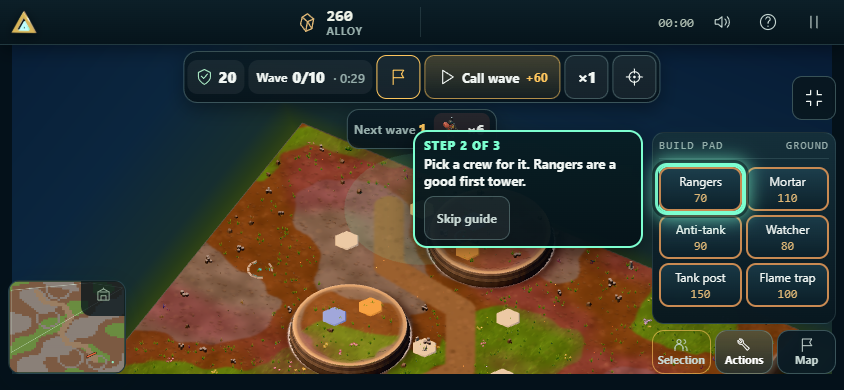 260
ALLOY
00:00
20
Wave 0/10 · 0:29
Call wave +60
×1
Next wave 1
×6
STEP 2 OF 3
Pick a crew for it. Rangers are a
good first tower.
Skip guide
BUILD PAD
GROUND
Rangers
70
Mortar
110
Anti-tank
90
Watcher
80
Tank post
150
Flame trap
100
Selection
Actions
Map